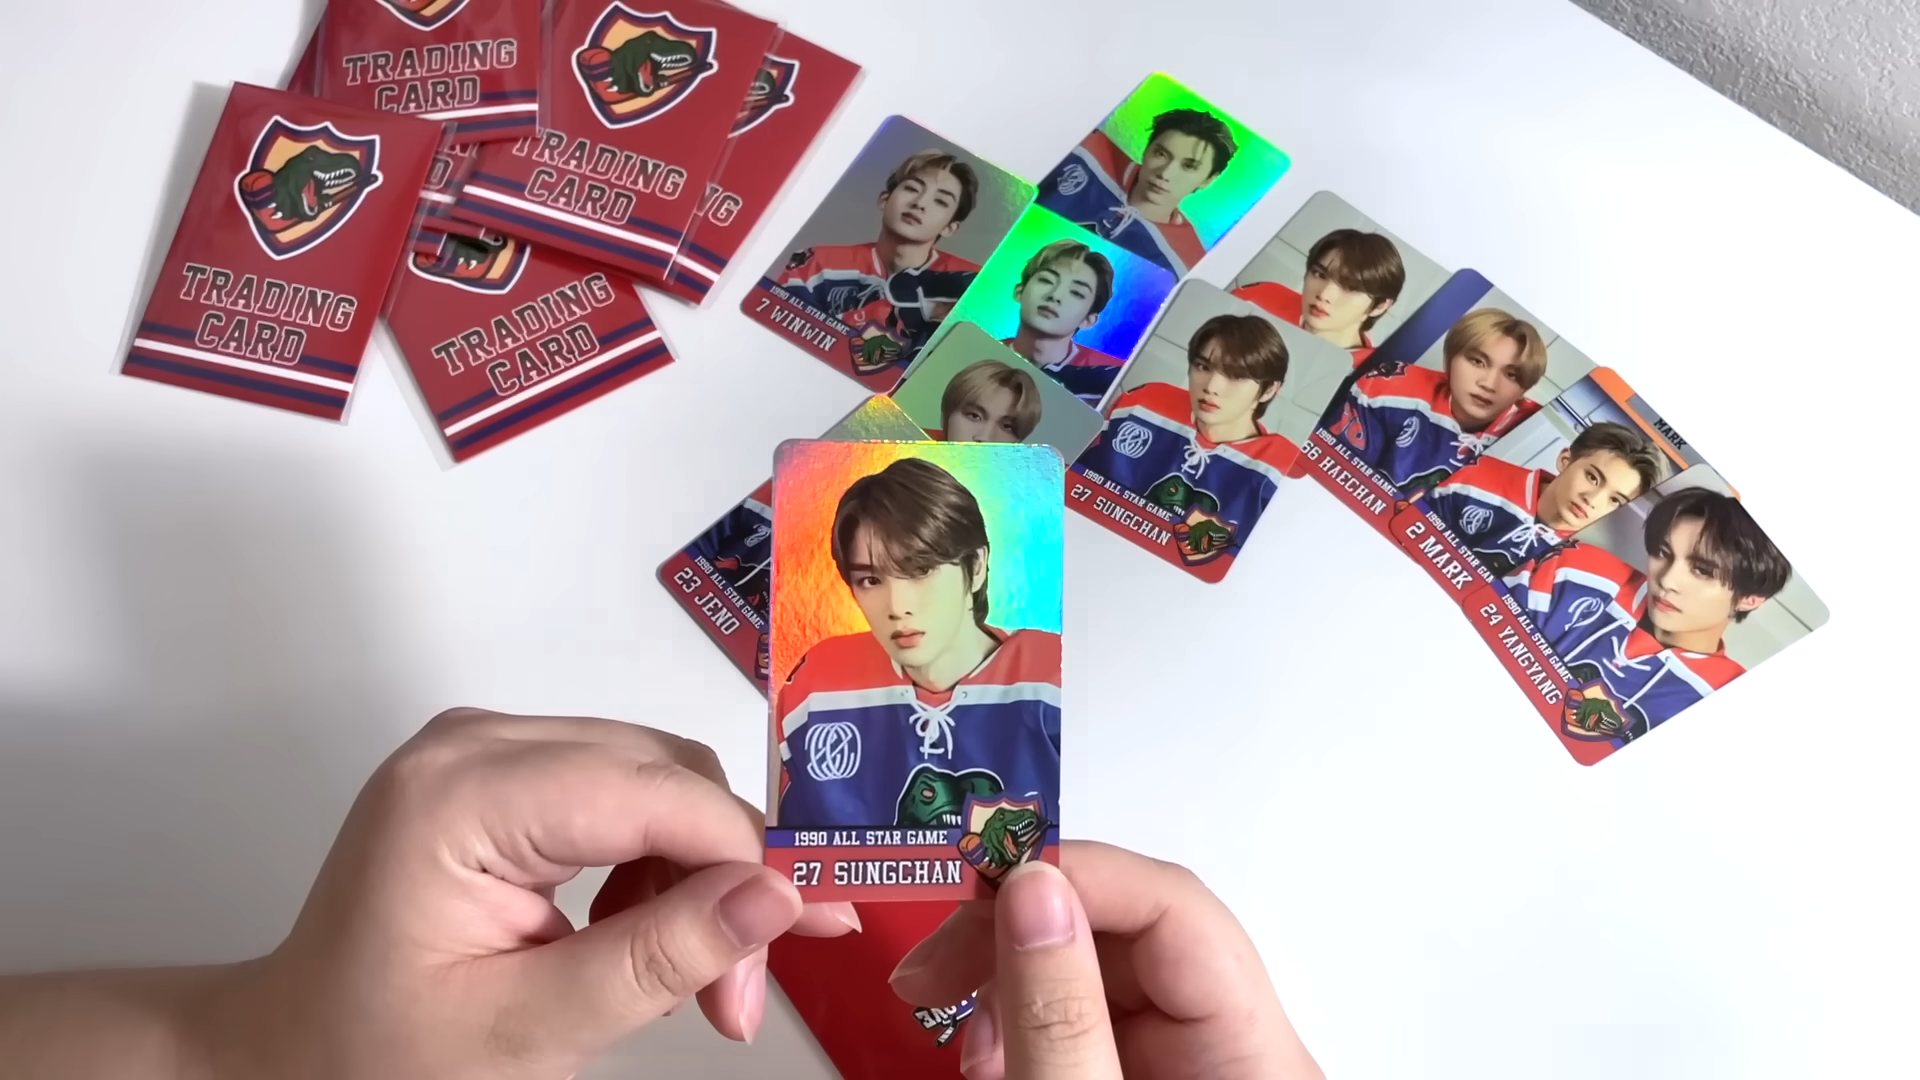 TRADING
CARD
TRADING
CARD
TRADING
CARD
TRADING
CARD
1990 ALL STAR GAME
7 WINWIN
1990 ALL STAR GAME
23 JENO
1990 ALL STAR GAME
27 SUNGCHAN
1990 ALL STAR GAME
27 SUNGCHAN
1990 ALL STAR GAME
66 HAECHAN
MARK
1990 ALL STAR
2 MARK
1990 ALL STAR GAME
24 YANGYANG